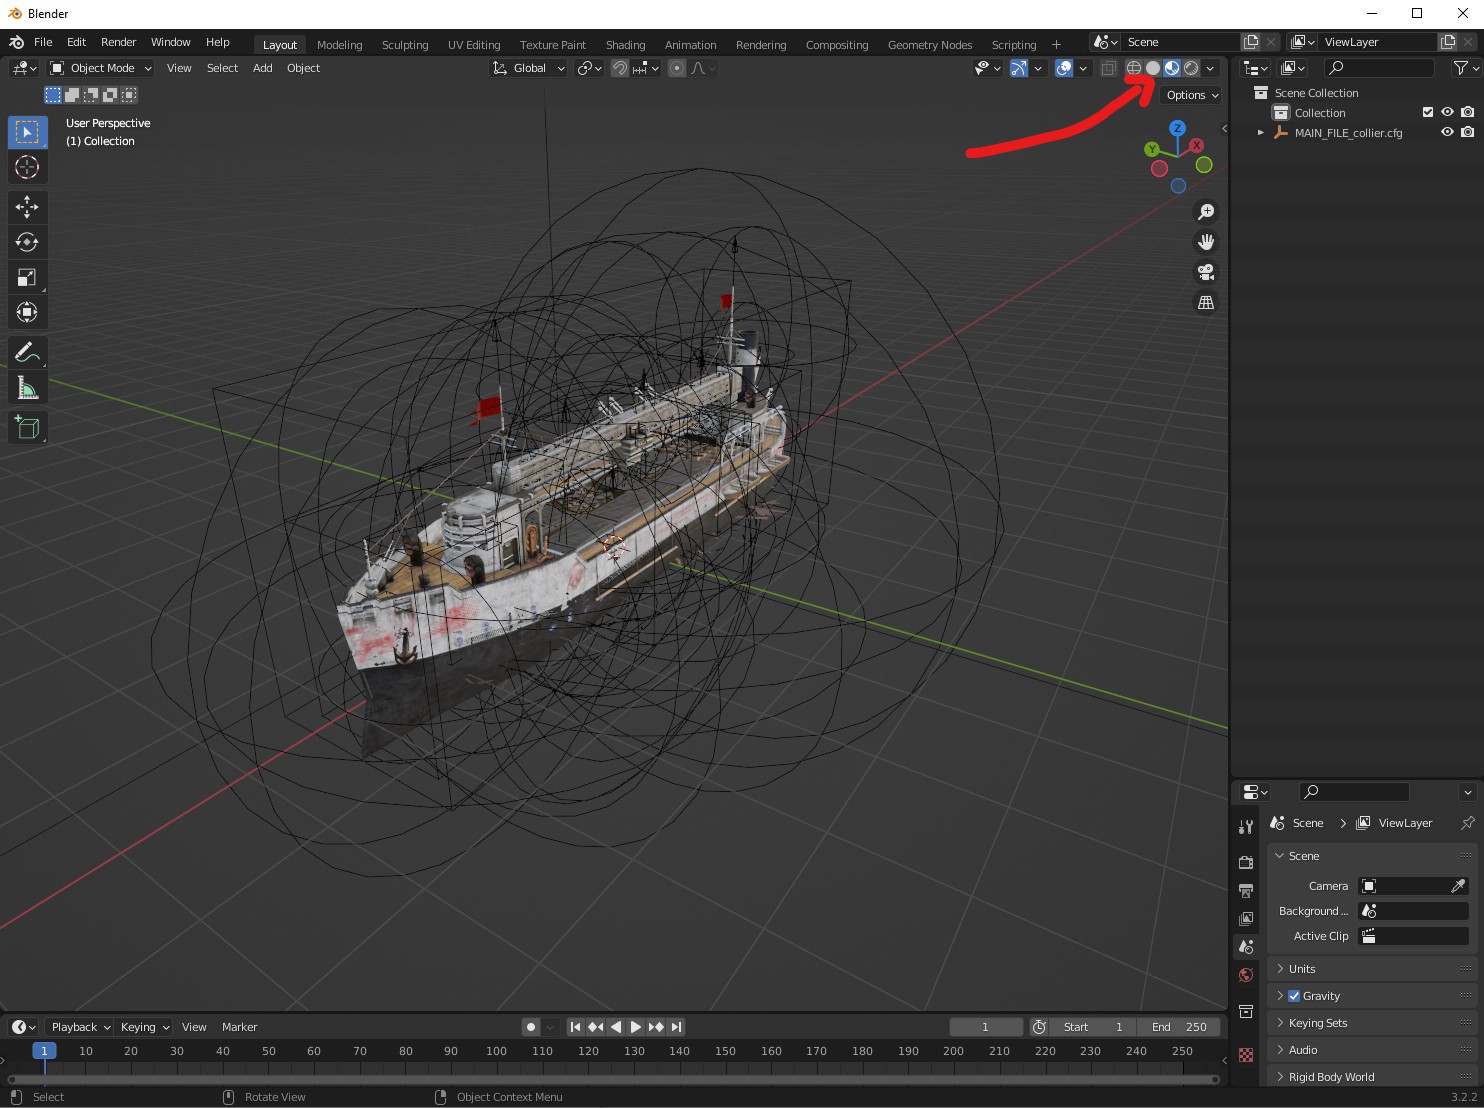 Blender
File Edit Render Window Help
Layout Modeling Sculpting UV Editing Texture Paint Shading Animation Rendering Compositing Geometry Nodes Scripting
Scene
ViewLayer
Object Mode View Select Add Object
Global
Options
User Perspective
(1) Collection
Z
Y
X
Scene Collection
Collection
MAIN_FILE_collier.cfg
Scene > ViewLayer
Scene
Camera
Background ...
Active Clip
Units
Gravity
Keying Sets
Audio
Rigid Body World
Playback Keying View Marker
1
Start 1
End 250
1 10 20 30 40 50 60 70 80 90 100 110 120 130 140 150 160 170 180 190 200 210 220 230 240 250
Select
Rotate View
Object Context Menu
3.2.2